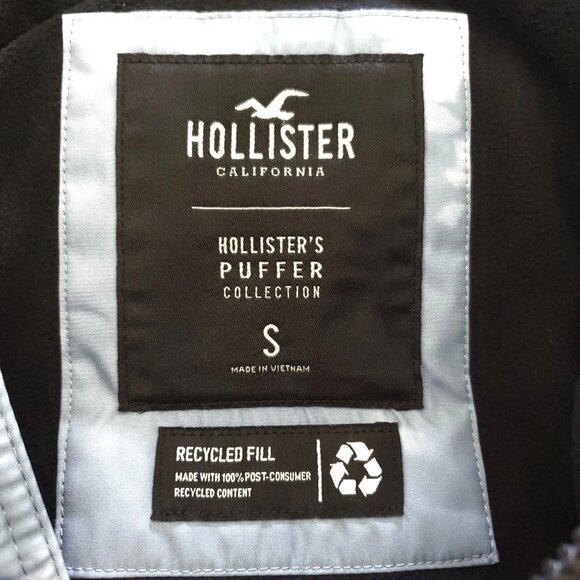 HOLLISTER
CALIFORNIA
HOLLISTER'S
PUFFER
COLLECTION
S
MADE IN VIETNAM
RECYCLED FILL
MADE WITH 100% POST-CONSUMER
RECYCLED CONTENT